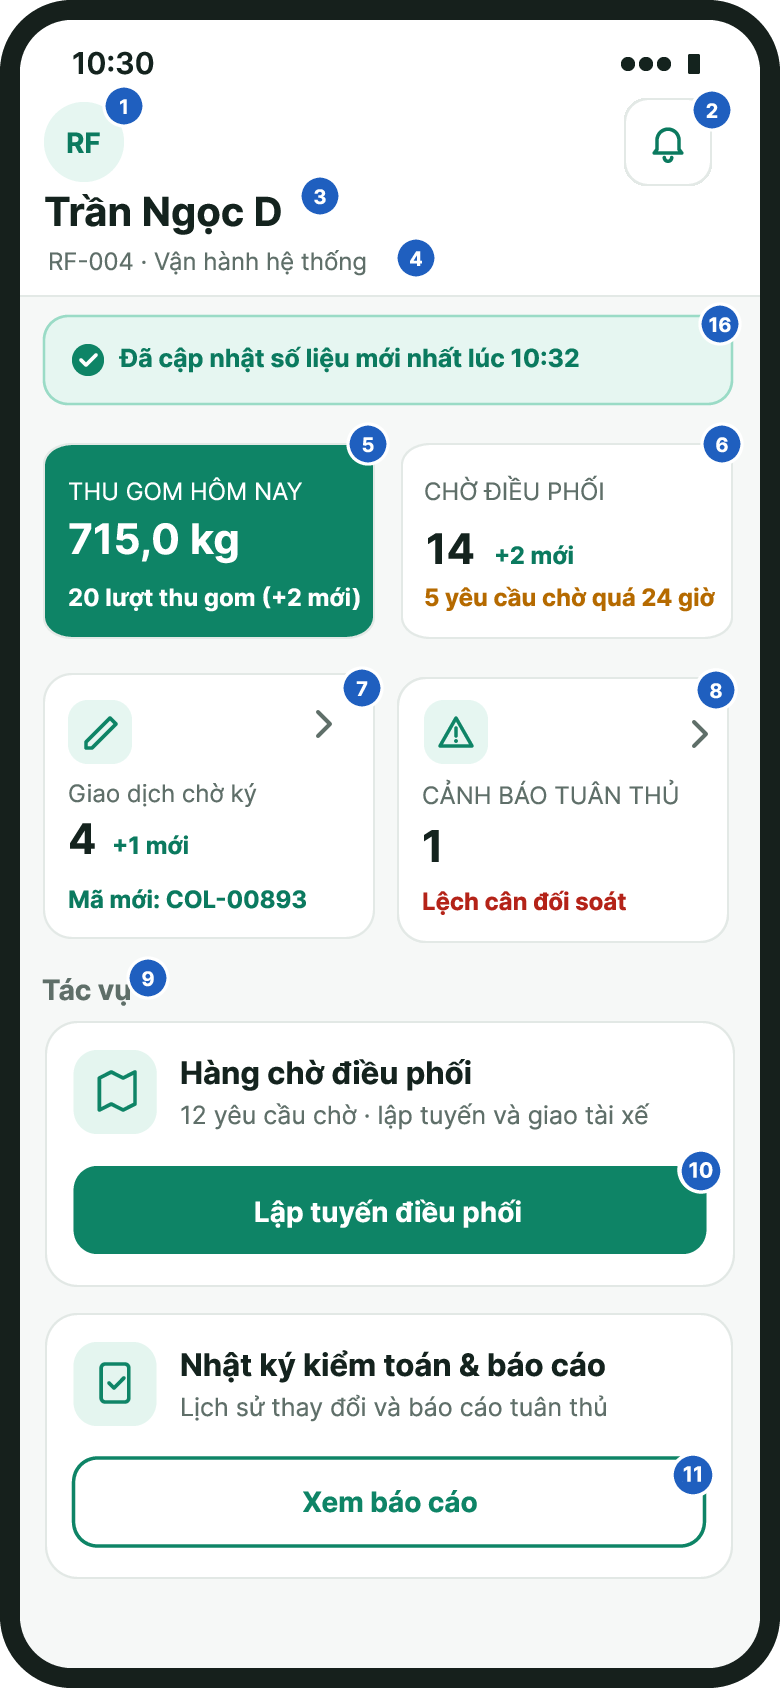 10:30
1
RF
2
Trần Ngọc D
3
RF-004 · Vận hành hệ thống
4
16
Đã cập nhật số liệu mới nhất lúc 10:32
5
THU GOM HÔM NAY
715,0 kg
20 lượt thu gom (+2 mới)
6
CHỜ ĐIỀU PHỐI
14 +2 mới
5 yêu cầu chờ quá 24 giờ
7
Giao dịch chờ ký
4 +1 mới
Mã mới: COL-00893
8
CẢNH BÁO TUÂN THỦ
1
Lệch cân đối soát
Tác vụ
9
Hàng chờ điều phối
12 yêu cầu chờ · lập tuyến và giao tài xế
10
Lập tuyến điều phối
Nhật ký kiểm toán & báo cáo
Lịch sử thay đổi và báo cáo tuân thủ
11
Xem báo cáo